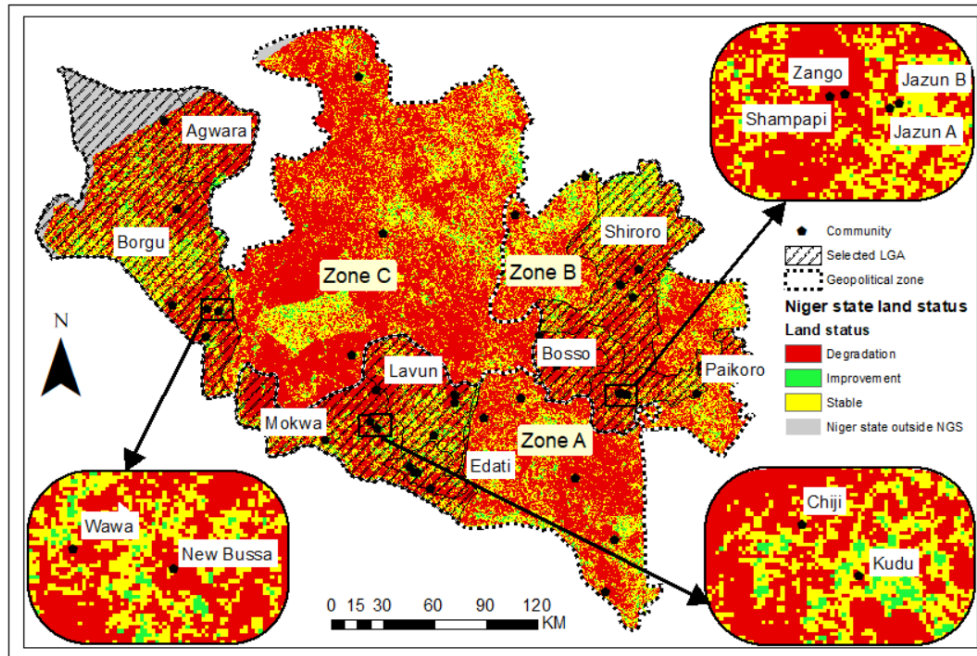 Zango
Jazun B
Shampapi
Jazun A
Agwara
Borgu
Shiroro
Zone C
Zone B
Community
Selected LGA
Geopolitical zone
Niger state land status
Land status
Degradation
Improvement
Stable
Niger state outside NGS
N
Bosso
Lavun
Paikoro
Mokwa
Zone A
Edati
Wawa
New Bussa
Chiji
Kudu
0 15 30 60 90 120
KM